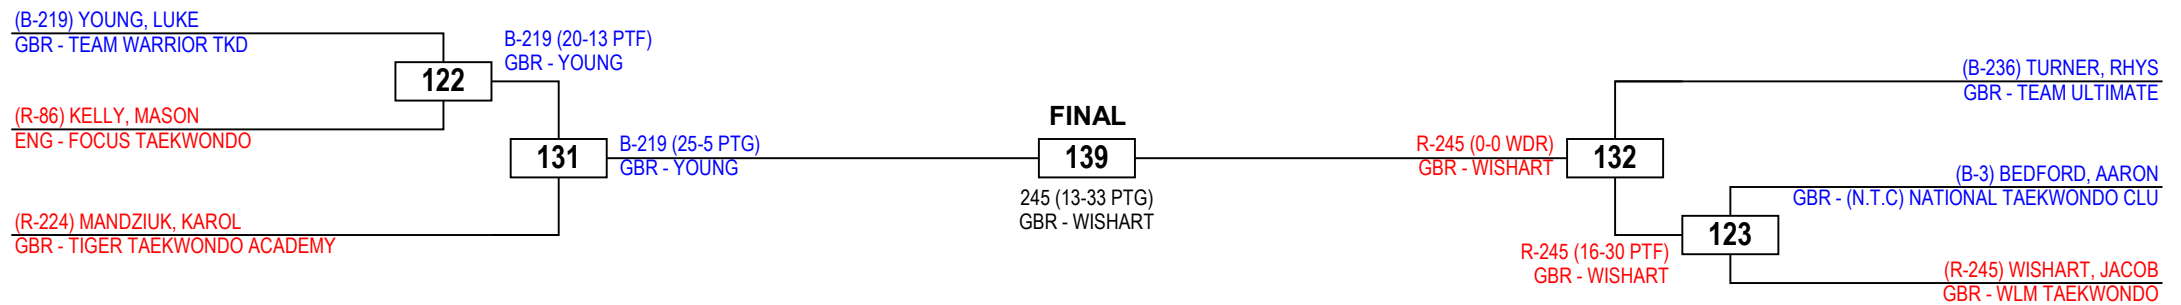 (B-219) YOUNG, LUKE
GBR - TEAM WARRIOR TKD
B-219 (20-13 PTF)
GBR - YOUNG
122
(R-86) KELLY, MASON
ENG - FOCUS TAEKWONDO
131
B-219 (25-5 PTG)
GBR - YOUNG
(R-224) MANDZIUK, KAROL
GBR - TIGER TAEKWONDO ACADEMY
FINAL
139
245 (13-33 PTG)
GBR - WISHART
R-245 (0-0 WDR)
GBR - WISHART
132
(B-236) TURNER, RHYS
GBR - TEAM ULTIMATE
(B-3) BEDFORD, AARON
GBR - (N.T.C) NATIONAL TAEKWONDO CLU
123
R-245 (16-30 PTF)
GBR - WISHART
(R-245) WISHART, JACOB
GBR - WLM TAEKWONDO